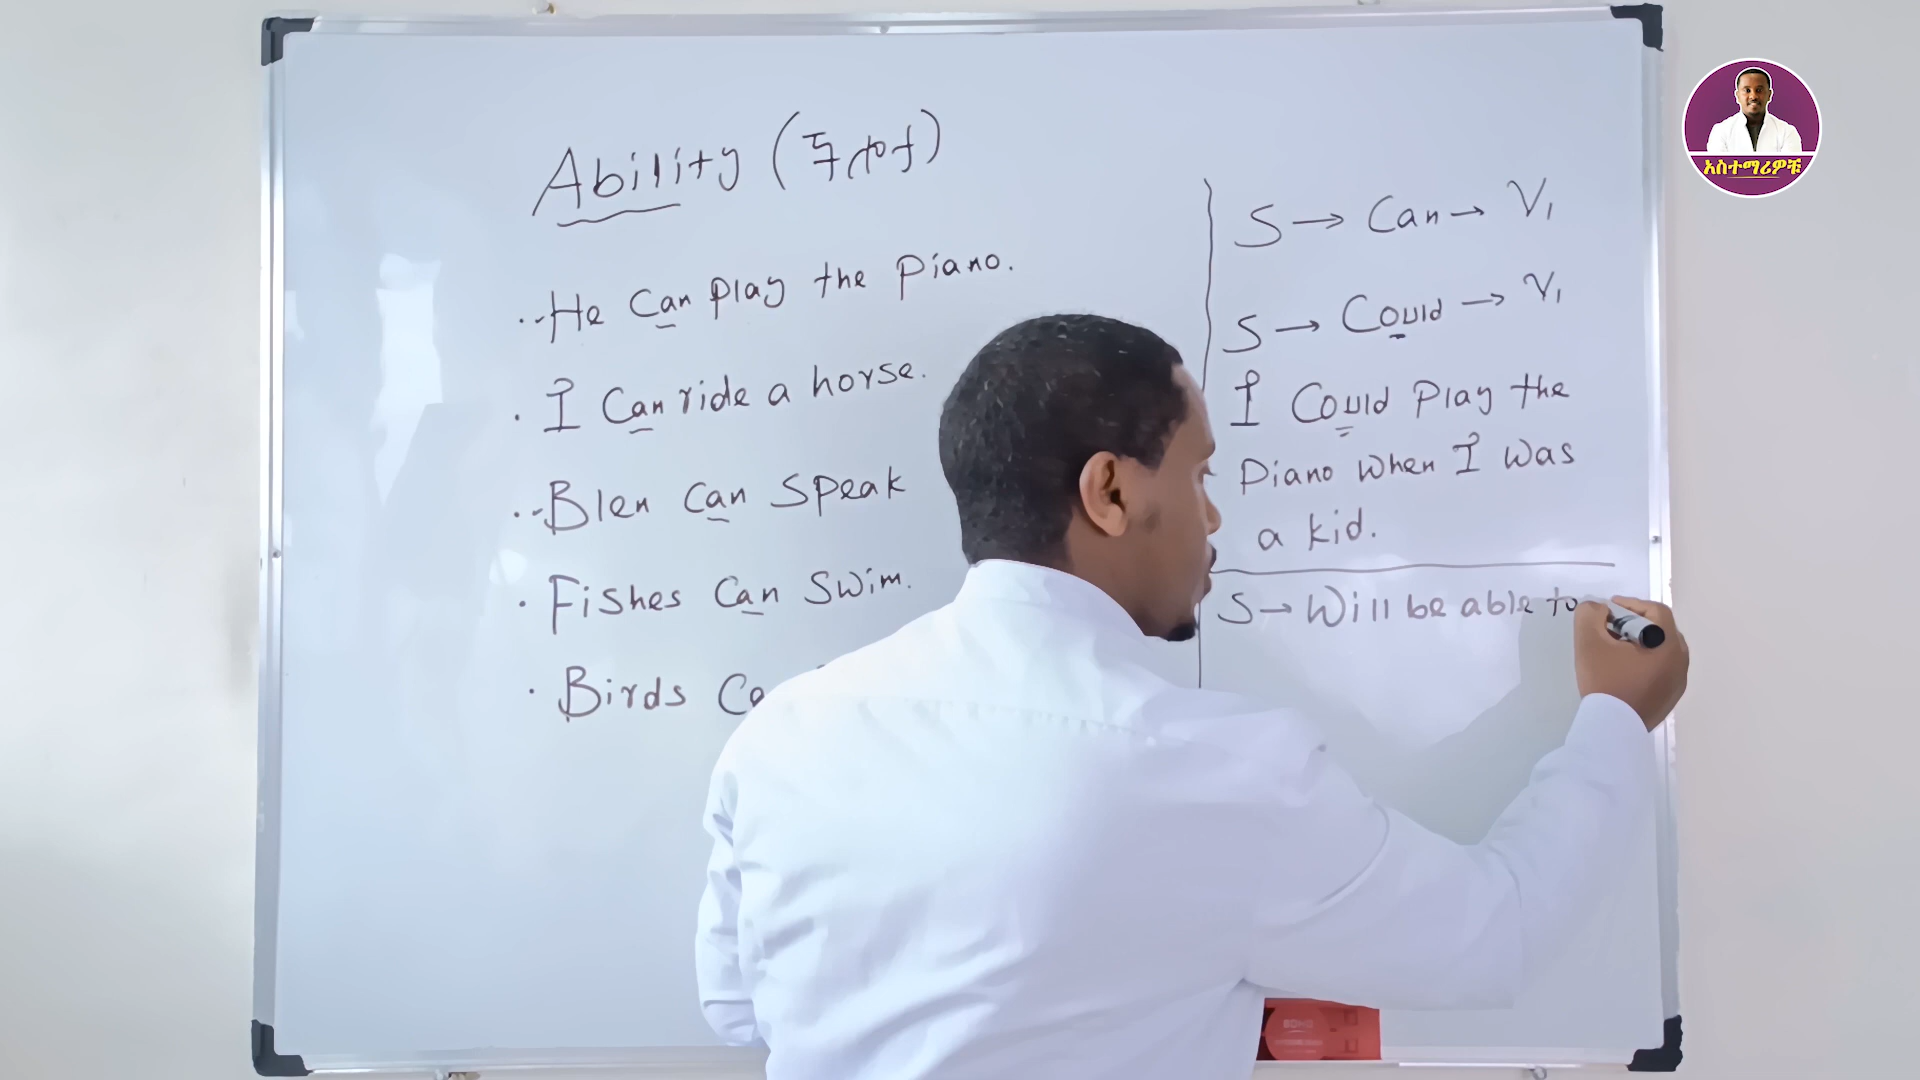 Ability (ችሎታ)
He Can play the piano.
I Can ride a horse.
Blen Can Speak
Fishes Can Swim.
Birds
S → Can → V1
S → Could → V1
I Could Play the
Piano when I was
a kid.
S → Will be able to
አስተማሪዎቹ